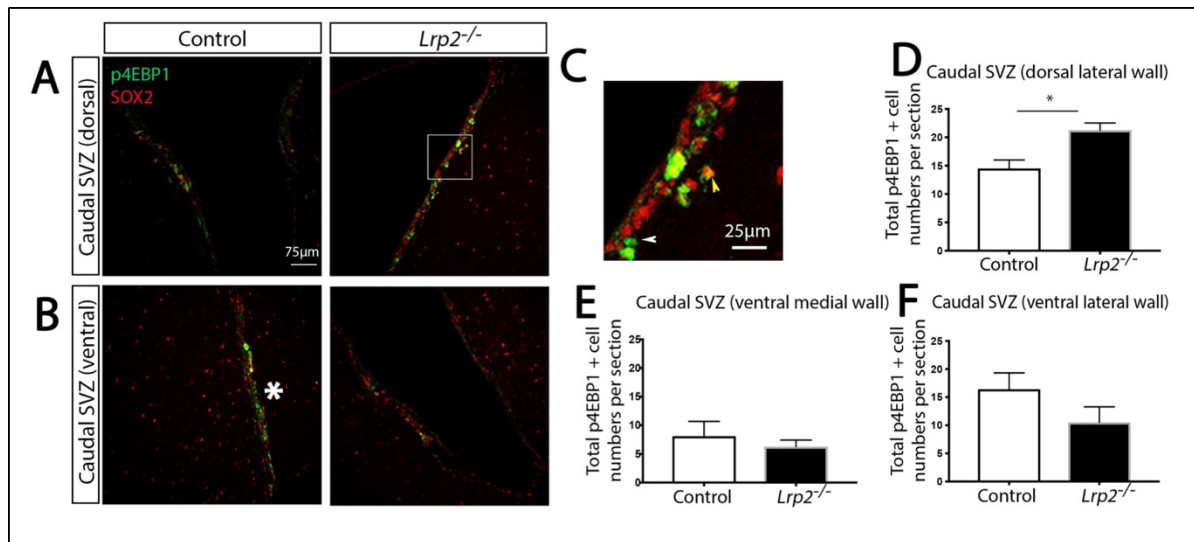 Control
Lrp2-/-
A
Caudal SVZ (dorsal)
p4EBP1
SOX2
75µm
C
25µm
D
Caudal SVZ (dorsal lateral wall)
Total p4EBP1 + cell
numbers per section
25
20
15
10
5
0
*
Control
Lrp2-/-
B
Caudal SVZ (ventral)
*
E
Caudal SVZ (ventral medial wall)
Total p4EBP1 + cell
numbers per section
25
20
15
10
5
0
Control
Lrp2-/-
F
Caudal SVZ (ventral lateral wall)
Total p4EBP1 + cell
numbers per section
25
20
15
10
5
0
Control
Lrp2-/-